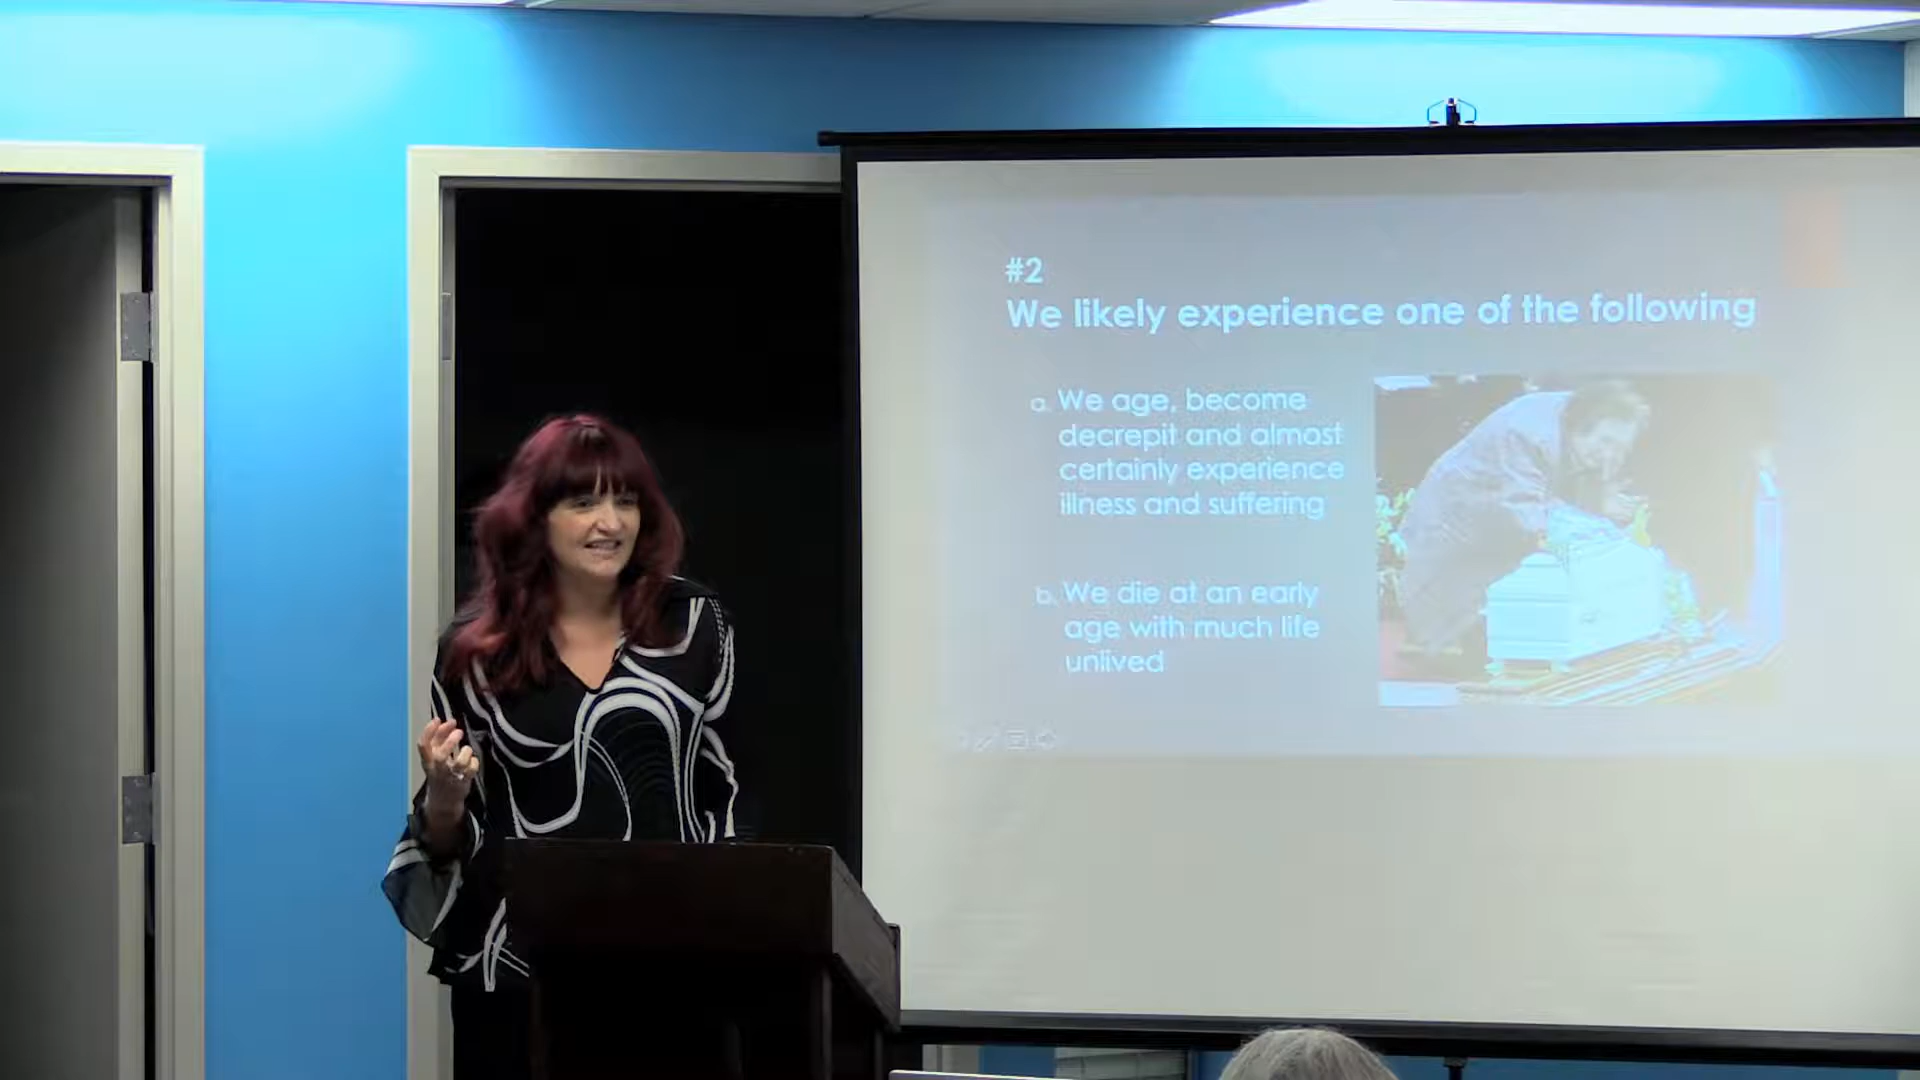 #2
We likely experience one of the following
a. We age, become
decrepit and almost
certainly experience
illness and suffering
b. We die at an early
age with much life
unlived